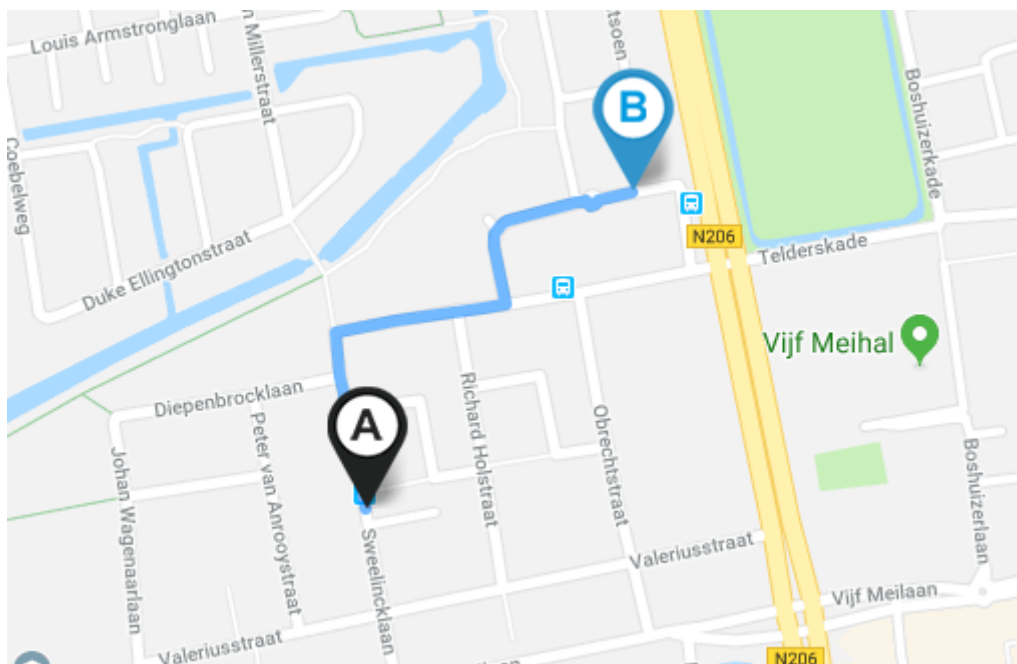 Louis Armstronglaan
n Millerstraat
tsoen
Boshuizerkade
B
Coebelweg
N206
Telderskade
Duke Ellingtonstraat
Vijf Meihal
Diepenbrocklaan
Richard Holstraat
A
Obrechtstraat
Peter van Anrooystraat
Johan Wagenaarlaan
Boshuizerlaan
Sweelincklaan
Valeriusstraat
Vijf Meilaan
Valeriusstraat
N206